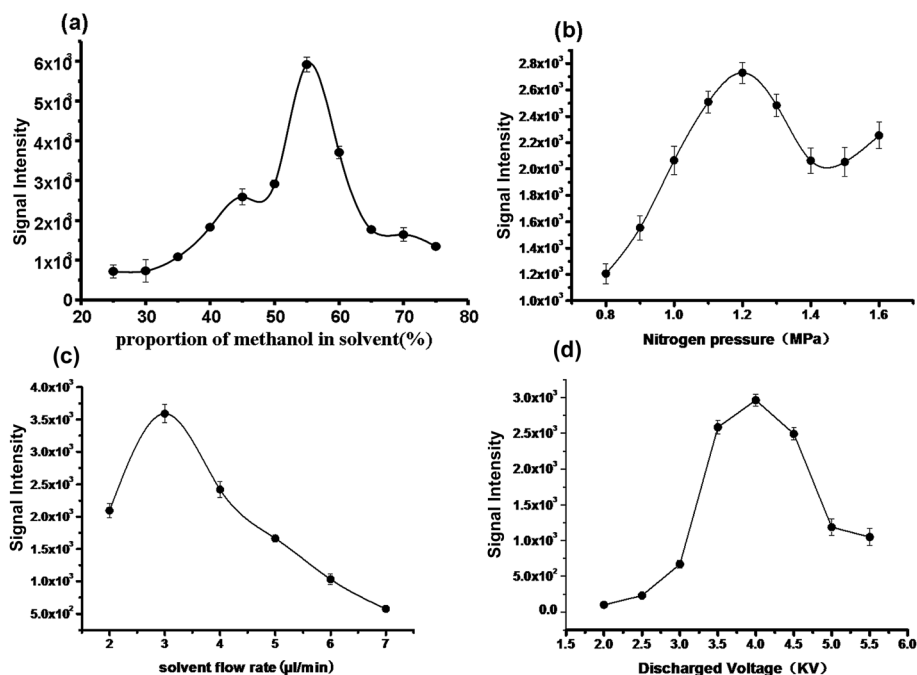 (a)
Signal Intensity
6x10³
5x10³
4x10³
3x10³
2x10³
1x10³
0
20 30 40 50 60 70 80
proportion of methanol in solvent(%)
(b)
Signal Intensity
2.8x10³
2.6x10³
2.4x10³
2.2x10³
2.0x10³
1.8x10³
1.6x10³
1.4x10³
1.2x10³
1.0x10³
0.8 1.0 1.2 1.4 1.6
Nitrogen pressure (MPa)
(c)
Signal Intensity
4.0x10³
3.5x10³
3.0x10³
2.5x10³
2.0x10³
1.5x10³
1.0x10³
5.0x10²
2 3 4 5 6 7
solvent flow rate (μl/min)
(d)
Signal Intensity
3.0x10³
2.5x10³
2.0x10³
1.5x10³
1.0x10³
5.0x10²
0.0
1.5 2.0 2.5 3.0 3.5 4.0 4.5 5.0 5.5 6.0
Discharged Voltage (KV)